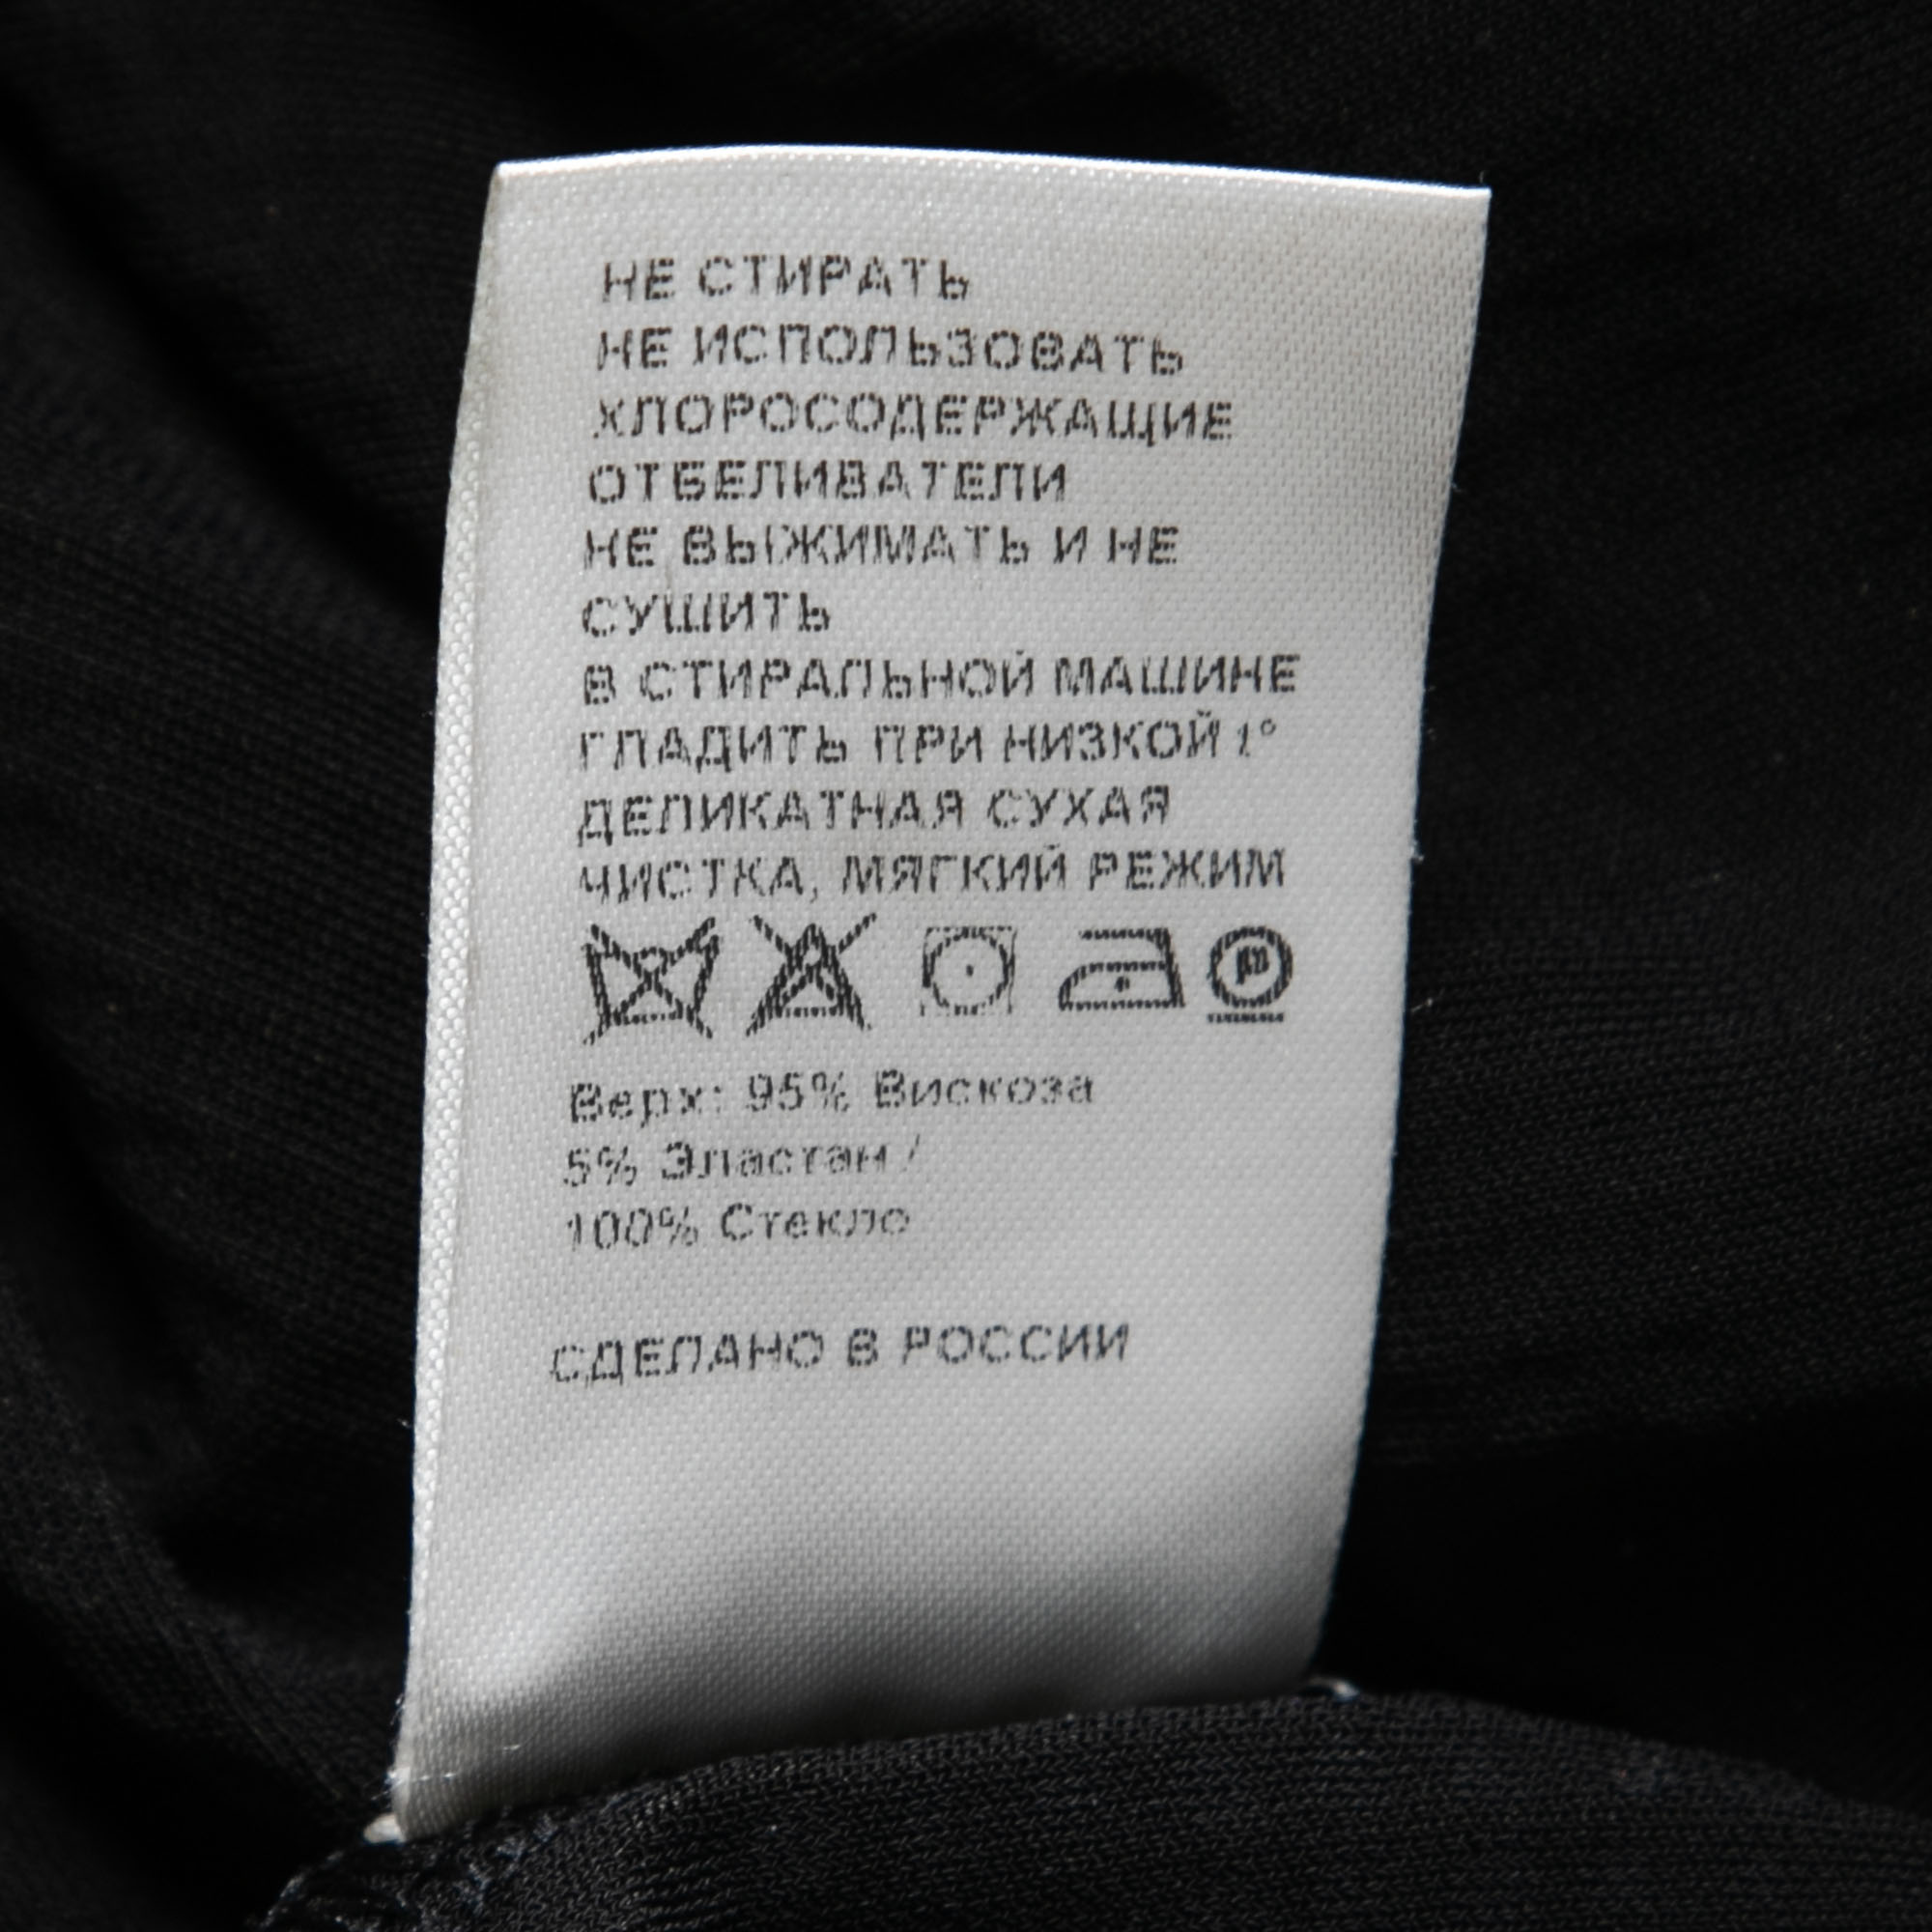 НЕ СТИРАТЬ
НЕ ИСПОЛЬЗОВАТЬ
ХЛОРОСОДЕРЖАЩИЕ
ОТБЕЛИВАТЕЛИ
НЕ ВЫЖИМАТЬ И НЕ
СУШИТЬ
В СТИРАЛЬНОЙ МАШИНЕ
ГЛАДИТЬ ПРИ НИЗКОЙ t°
ДЕЛИКАТНАЯ СУХАЯ
ЧИСТКА, МЯГКИЙ РЕЖИМ
Верх: 95% Вискоза
5% Эластан /
100% Стекло
СДЕЛАНО В РОССИИ